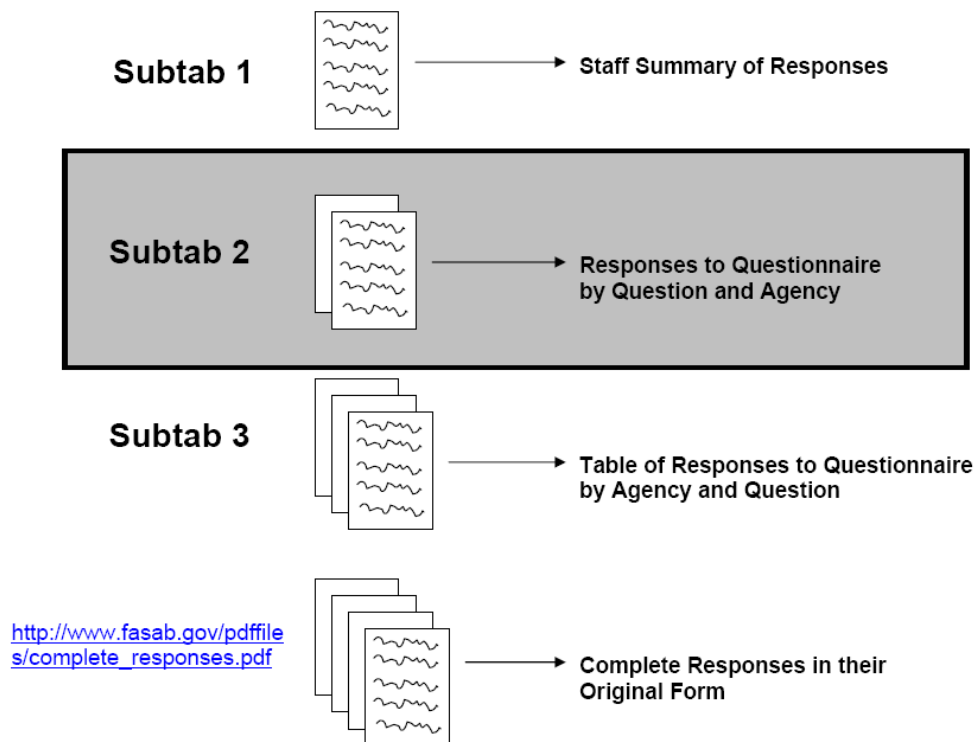 Subtab 1
Staff Summary of Responses
Subtab 2
Responses to Questionnaire
by Question and Agency
Subtab 3
Table of Responses to Questionnaire
by Agency and Question
http://www.fasab.gov/pdffile
s/complete_responses.pdf
Complete Responses in their
Original Form